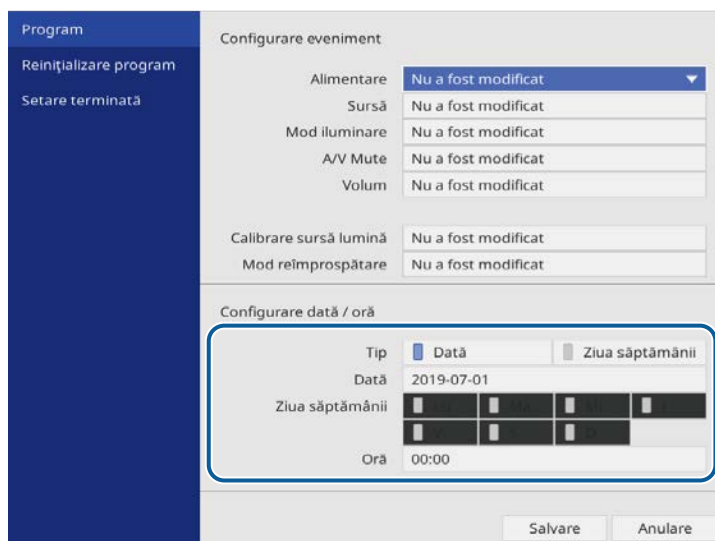 Program
Reiniţializare program
Setare terminată
Configurare eveniment
Alimentare Nu a fost modificat
Sursă Nu a fost modificat
Mod iluminare Nu a fost modificat
A/V Mute Nu a fost modificat
Volum Nu a fost modificat
Calibrare sursă lumină Nu a fost modificat
Mod reîmprospătare Nu a fost modificat
Configurare dată / oră
Tip Dată Ziua săptămânii
Dată 2019-07-01
Ziua săptămânii
Oră 00:00
Salvare Anulare